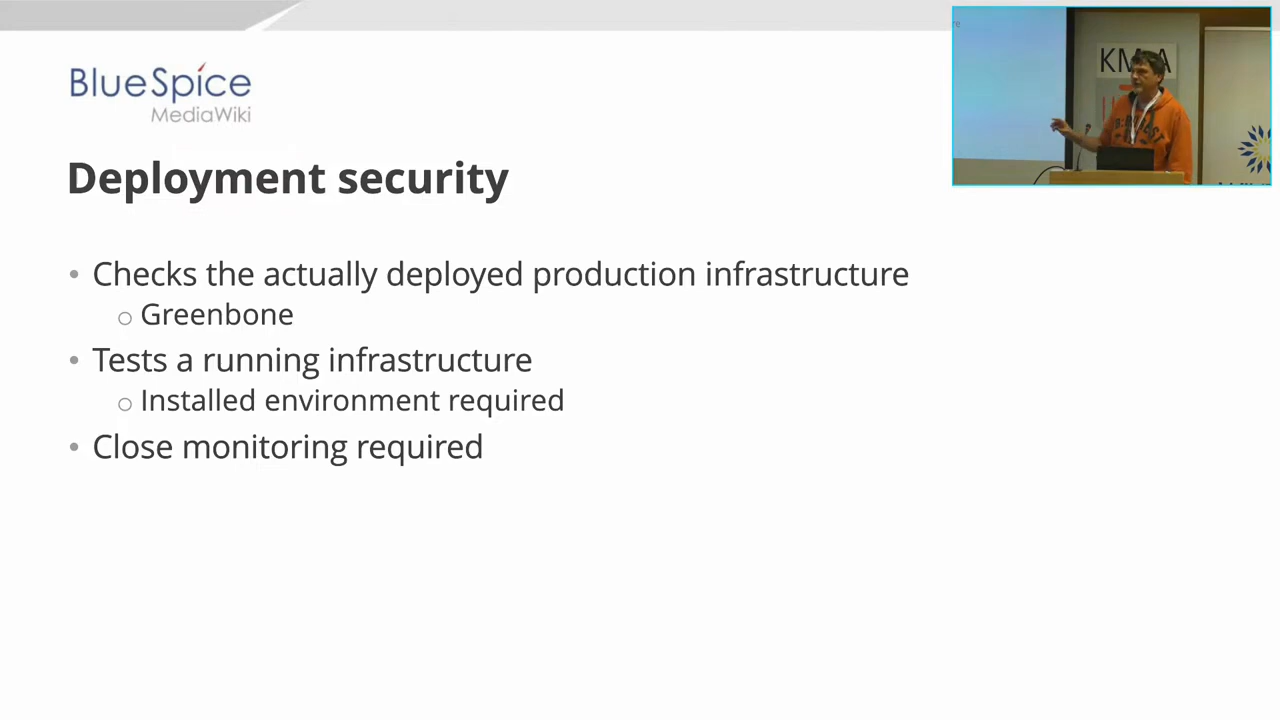 BlueSpice
MediaWiki
Deployment security
• Checks the actually deployed production infrastructure
○ Greenbone
• Tests a running infrastructure
○ Installed environment required
• Close monitoring required